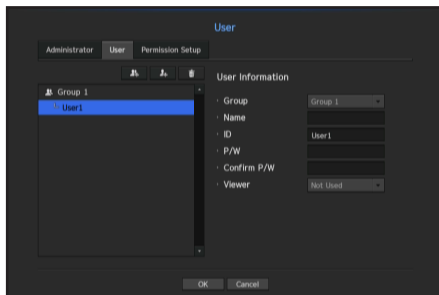 User
Administrator User Permission Setup
Group 1
User1
User Information
· Group Group 1
· Name
· ID User1
· P/W
· Confirm P/W
· Viewer Not Used
OK Cancel